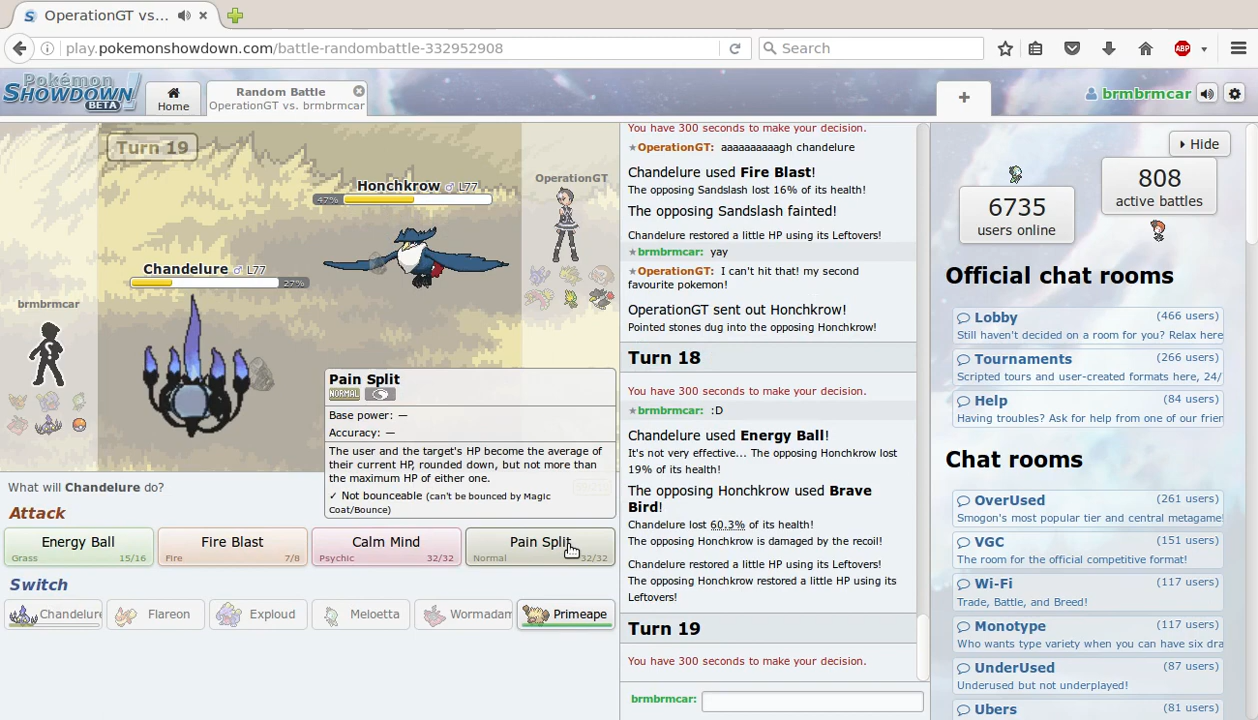 OperationGT vs...
play.pokemonshowdown.com/battle-randombattle-332952908
Search
ABP
Pokémon
SHOWDOWN!
BETA
Home
Random Battle
OperationGT vs. brmbrmcar
brmbrmcar
Turn 19
Honchkrow ♂ L77
47%
Chandelure ♂ L77
27%
brmbrmcar
OperationGT
Pain Split
NORMAL
Base power: —
Accuracy: —
The user and the target's HP become the average of
their current HP, rounded down, but not more than
the maximum HP of either one.
✓ Not bounceable (can't be bounced by Magic
Coat/Bounce)
What will Chandelure do?
Attack
Energy Ball
Grass 15/16
Fire Blast
Fire 7/8
Calm Mind
Psychic 32/32
Pain Split
Normal 32/32
Switch
Chandelure
Flareon
Exploud
Meloetta
Wormadam
Primeape
You have 300 seconds to make your decision.
★OperationGT: aaaaaaaaaagh chandelure
Chandelure used Fire Blast!
The opposing Sandslash lost 16% of its health!
The opposing Sandslash fainted!
Chandelure restored a little HP using its Leftovers!
★brmbrmcar: yay
★OperationGT: I can't hit that! my second
favourite pokemon!
OperationGT sent out Honchkrow!
Pointed stones dug into the opposing Honchkrow!
Turn 18
You have 300 seconds to make your decision.
★brmbrmcar: :D
Chandelure used Energy Ball!
It's not very effective... The opposing Honchkrow lost
19% of its health!
The opposing Honchkrow used Brave
Bird!
Chandelure lost 60.3% of its health!
The opposing Honchkrow is damaged by the recoil!
Chandelure restored a little HP using its Leftovers!
The opposing Honchkrow restored a little HP using its
Leftovers!
Turn 19
You have 300 seconds to make your decision.
brmbrmcar:
Hide
6735
users online
808
active battles
Official chat rooms
Lobby (466 users)
Still haven't decided on a room for you? Relax here
Tournaments (266 users)
Scripted tours and user-created formats here, 24/
Help (84 users)
Having troubles? Ask for help from one of our frien
Chat rooms
OverUsed (261 users)
Smogon's most popular tier and central metagame
VGC (151 users)
The room for the official competitive format!
Wi-Fi (117 users)
Trade, Battle, and Breed!
Monotype (117 users)
Who wants type variety when you can have six dra
UnderUsed (87 users)
Underused but not underplayed!
Ubers (81 users)